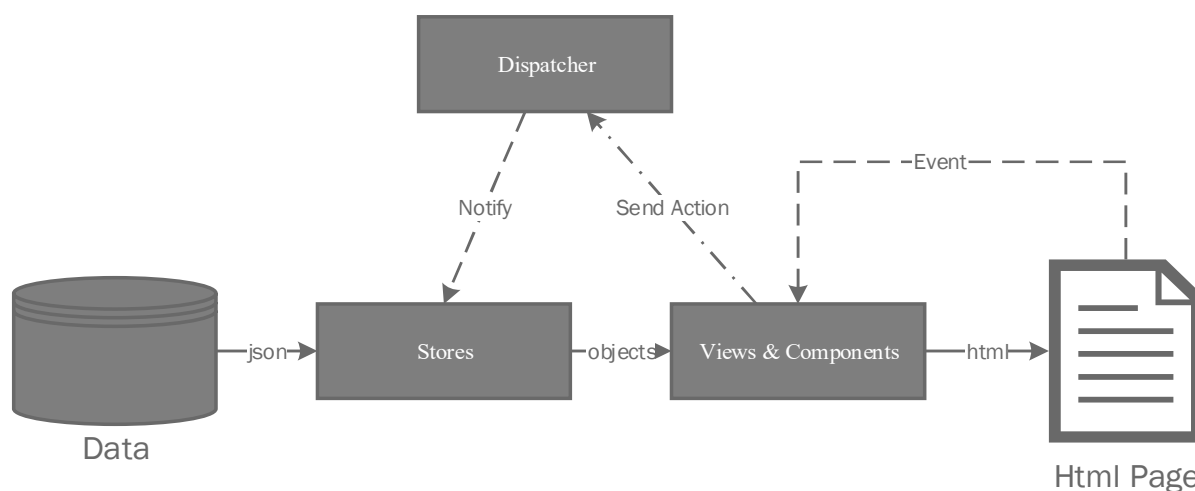 Dispatcher
Event
Notify
Send Action
json
Stores
objects
Views & Components
html
Data
Html Page